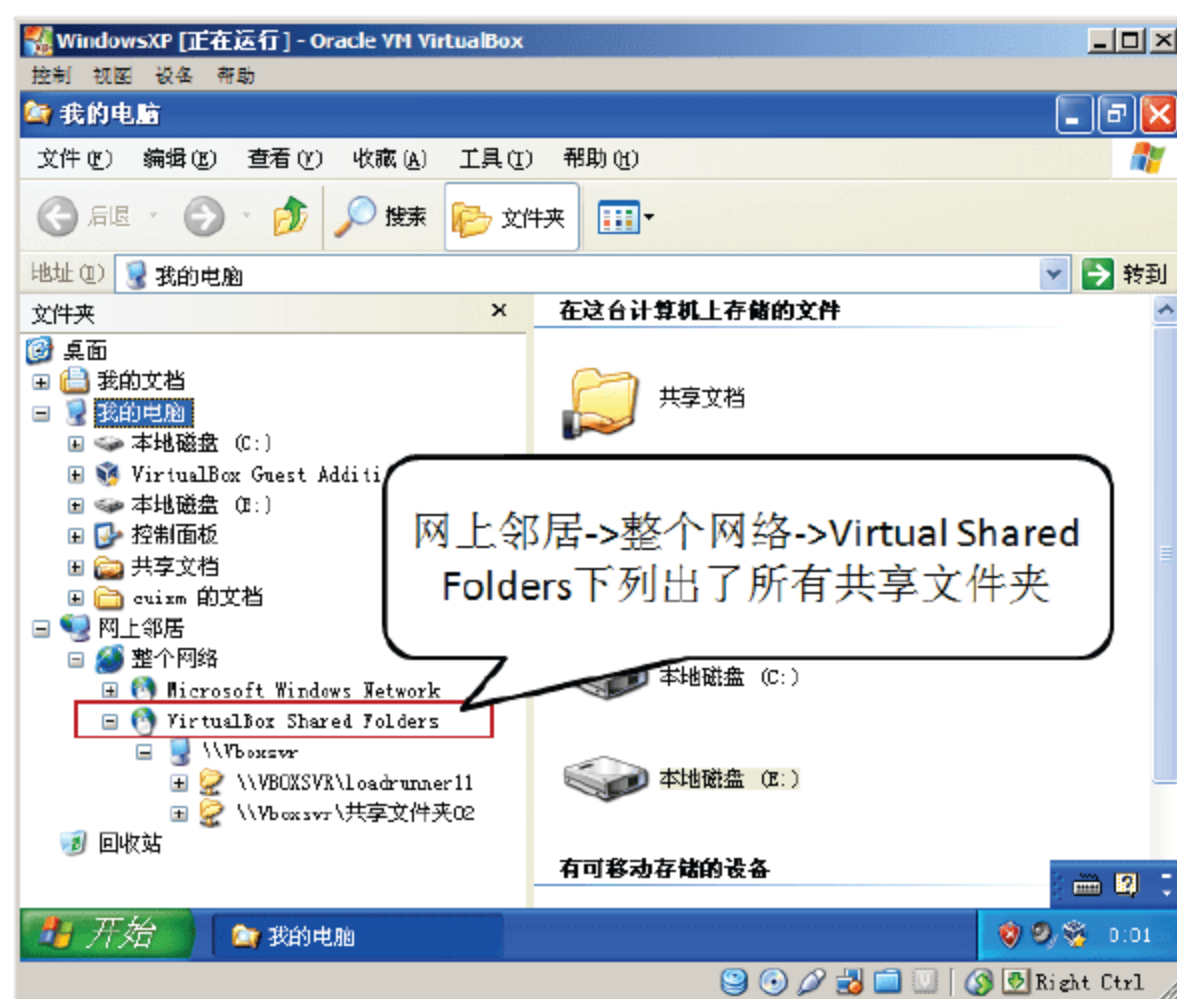 WindowsXP [正在运行] - Oracle VM VirtualBox
控制 视图 设备 帮助
我的电脑
文件(F) 编辑(E) 查看(V) 收藏(A) 工具(T) 帮助(H)
后退 搜索 文件夹
地址(D) 我的电脑 转到
文件夹
桌面
我的文档
我的电脑
本地磁盘 (C:)
VirtualBox Guest Additi
本地磁盘 (E:)
控制面板
共享文档
cuixm 的文档
网上邻居
整个网络
Microsoft Windows Network
VirtualBox Shared Folders
\\Vboxsvr
\\VBOXSVR\loadrunner11
\\Vboxsvr\共享文件夹02
回收站
在这台计算机上存储的文件
共享文档
网上邻居->整个网络->Virtual Shared
Folders下列出了所有共享文件夹
本地磁盘 (C:)
本地磁盘 (E:)
有可移动存储的设备
开始 我的电脑 0:01
Right Ctrl